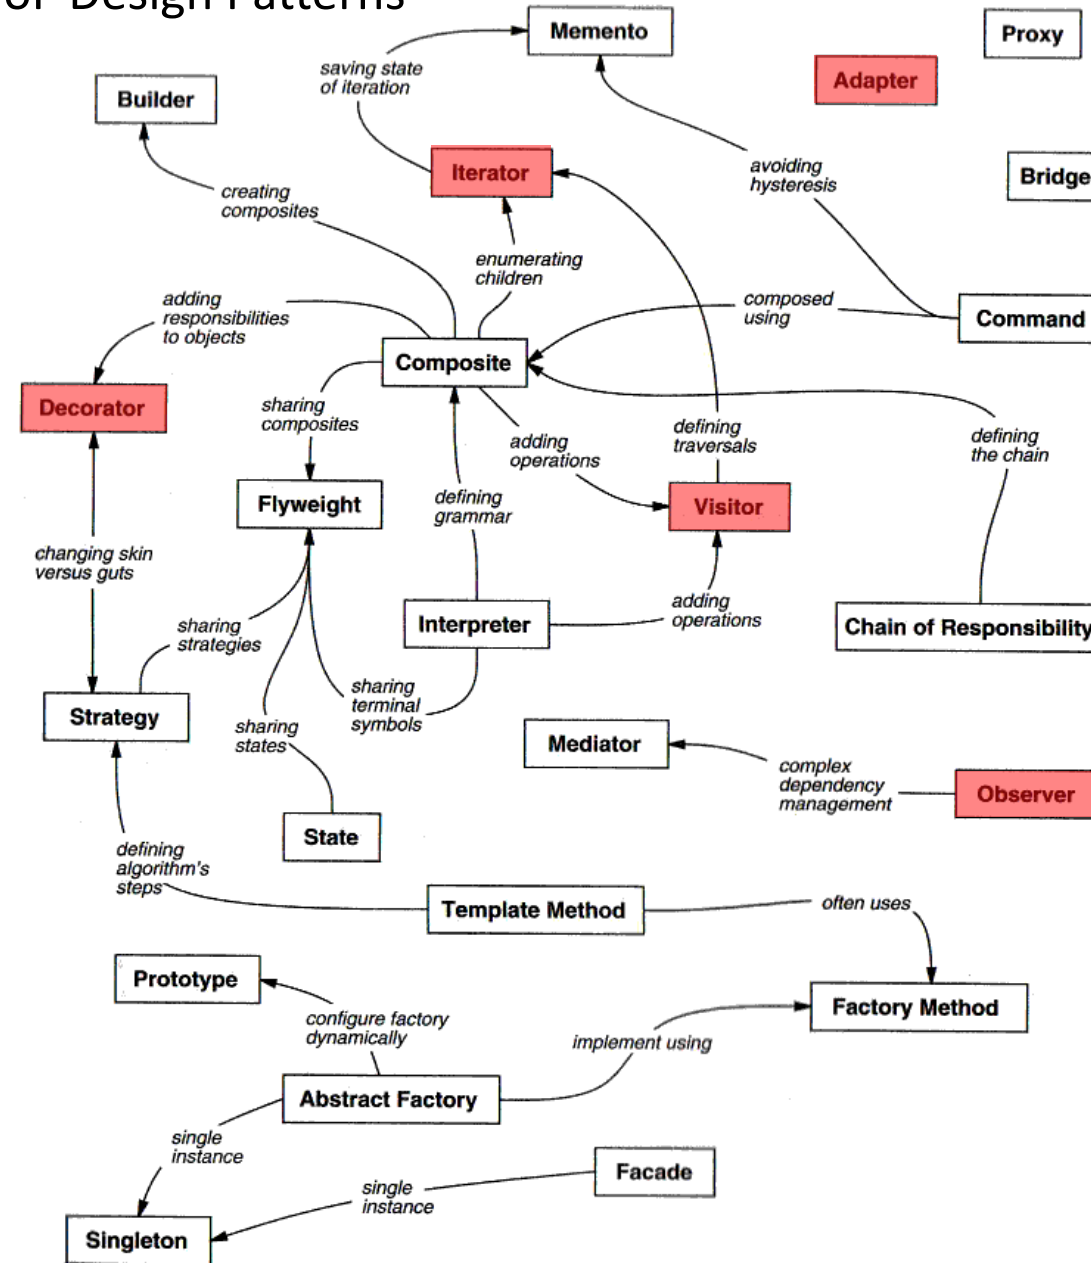 or Design Patterns
Memento
Proxy
Adapter
saving state
of iteration
Builder
avoiding
hysteresis
Iterator
Bridge
creating
composites
enumerating
children
adding
responsibilities
to objects
composed
using
Command
Composite
Decorator
sharing
composites
adding
operations
defining
traversals
defining
the chain
Flyweight
defining
grammar
Visitor
changing skin
versus guts
sharing
strategies
Interpreter
adding
operations
Chain of Responsibility
sharing
terminal
symbols
Strategy
sharing
states
Mediator
complex
dependency
management
Observer
State
defining
algorithm's
steps
Template Method
often uses
Prototype
Factory Method
configure factory
dynamically
implement using
Abstract Factory
single
instance
Facade
single
instance
Singleton